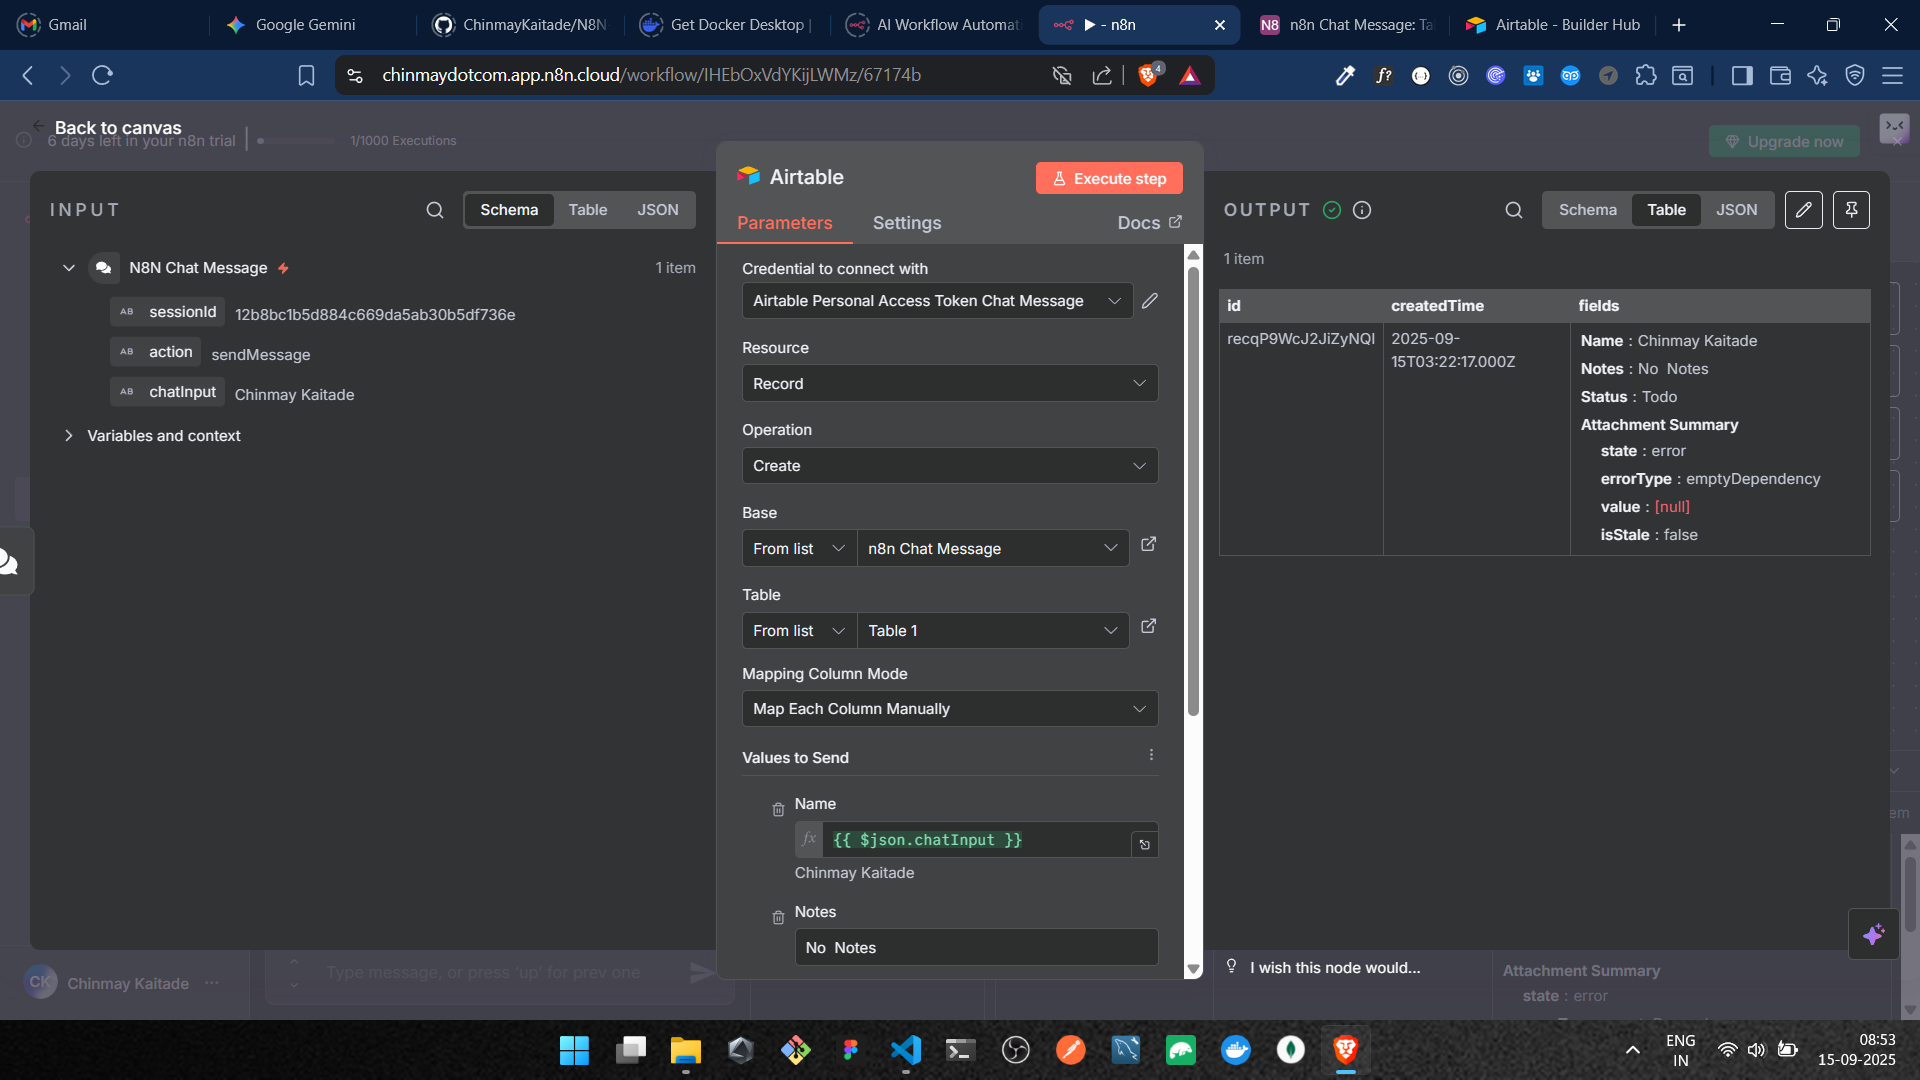 Gmail
Google Gemini
ChinmayKaitade/N8N-
Get Docker Desktop |
AI Workflow Automati
▶ - n8n
N8 n8n Chat Message: Ta
Airtable - Builder Hub
chinmaydotcom.app.n8n.cloud/workflow/IHEbOxVdYKijLWMz/67174b
4
f?
Back to canvas
6 days left in your n8n trial
1/1000 Executions
Upgrade now
INPUT
Schema
Table
JSON
N8N Chat Message
1 item
AB sessionId 12b8bc1b5d884c669da5ab30b5df736e
AB action sendMessage
AB chatInput Chinmay Kaitade
Variables and context
Airtable
Execute step
Parameters
Settings
Docs
Credential to connect with
Airtable Personal Access Token Chat Message
Resource
Record
Operation
Create
Base
From list
n8n Chat Message
Table
From list
Table 1
Mapping Column Mode
Map Each Column Manually
Values to Send
Name
fx {{ $json.chatInput }}
Chinmay Kaitade
Notes
No  Notes
OUTPUT
Schema
Table
JSON
1 item
id
createdTime
fields
recqP9WcJ2JiZyNQI
2025-09-
15T03:22:17.000Z
Name : Chinmay Kaitade
Notes : No  Notes
Status : Todo
Attachment Summary
state : error
errorType : emptyDependency
value : [null]
isStale : false
em
CK Chinmay Kaitade ...
Type message, or press 'up' for prev one
I wish this node would...
Attachment Summary
state : error
ENG
IN
08:53
15-09-2025